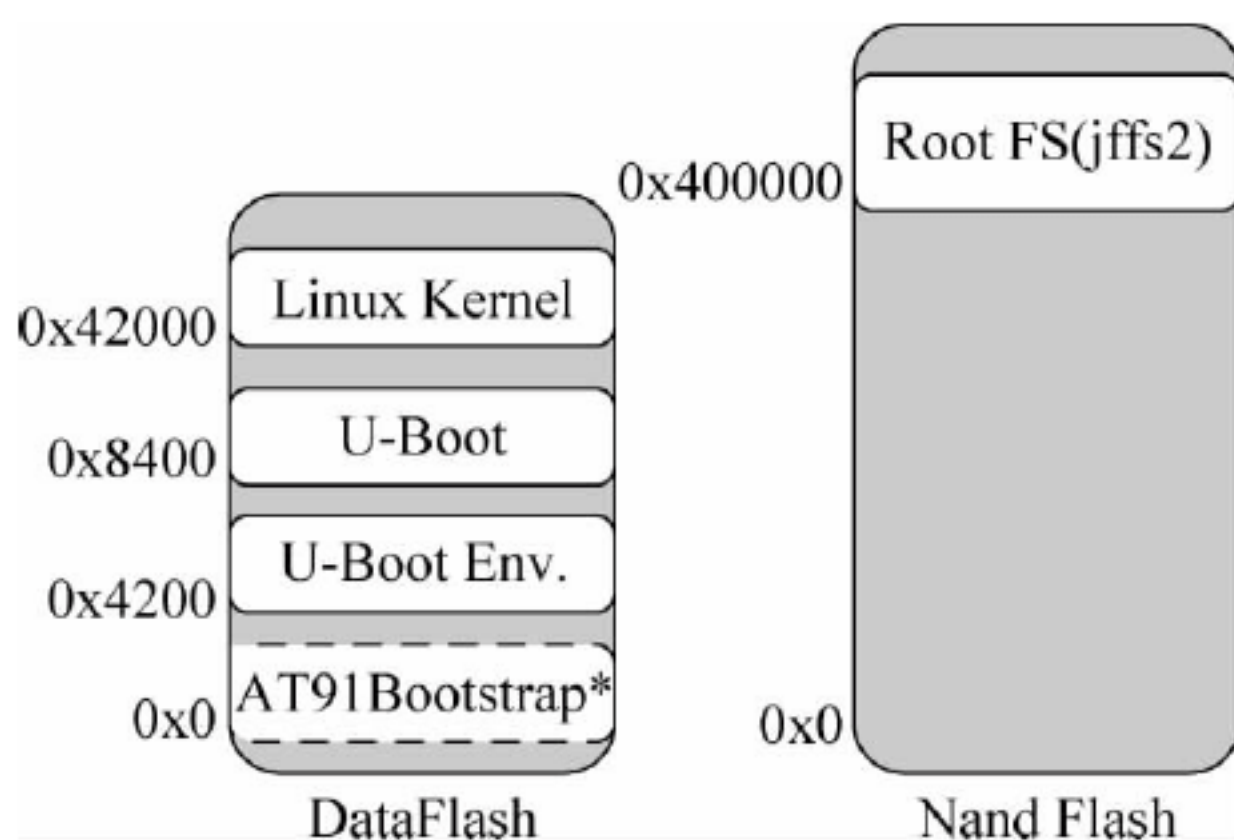 Root FS(jffs2)
0x400000
Linux Kernel
0x42000
U-Boot
0x8400
U-Boot Env.
0x4200
AT91Bootstrap*
0x0
0x0
DataFlash
Nand Flash